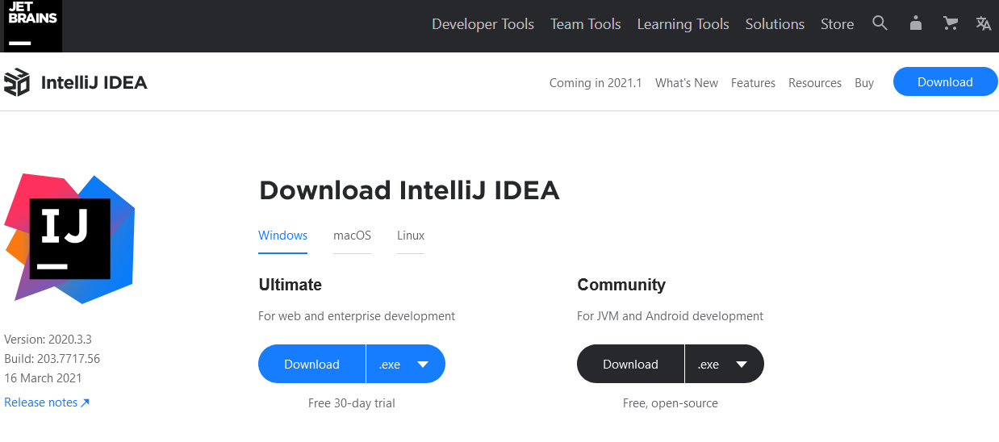 JET
BRAINS
Developer Tools Team Tools Learning Tools Solutions Store
IntelliJ IDEA
Coming in 2021.1 What's New Features Resources Buy Download
IJ
Download IntelliJ IDEA
Windows macOS Linux
Ultimate
For web and enterprise development
Download .exe
Free 30-day trial
Community
For JVM and Android development
Download .exe
Free, open-source
Version: 2020.3.3
Build: 203.7717.56
16 March 2021
Release notes